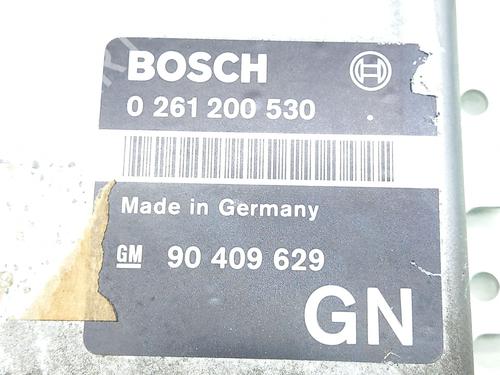 BOSCH
0 261 200 530
Made in Germany
GM 90 409 629
GN